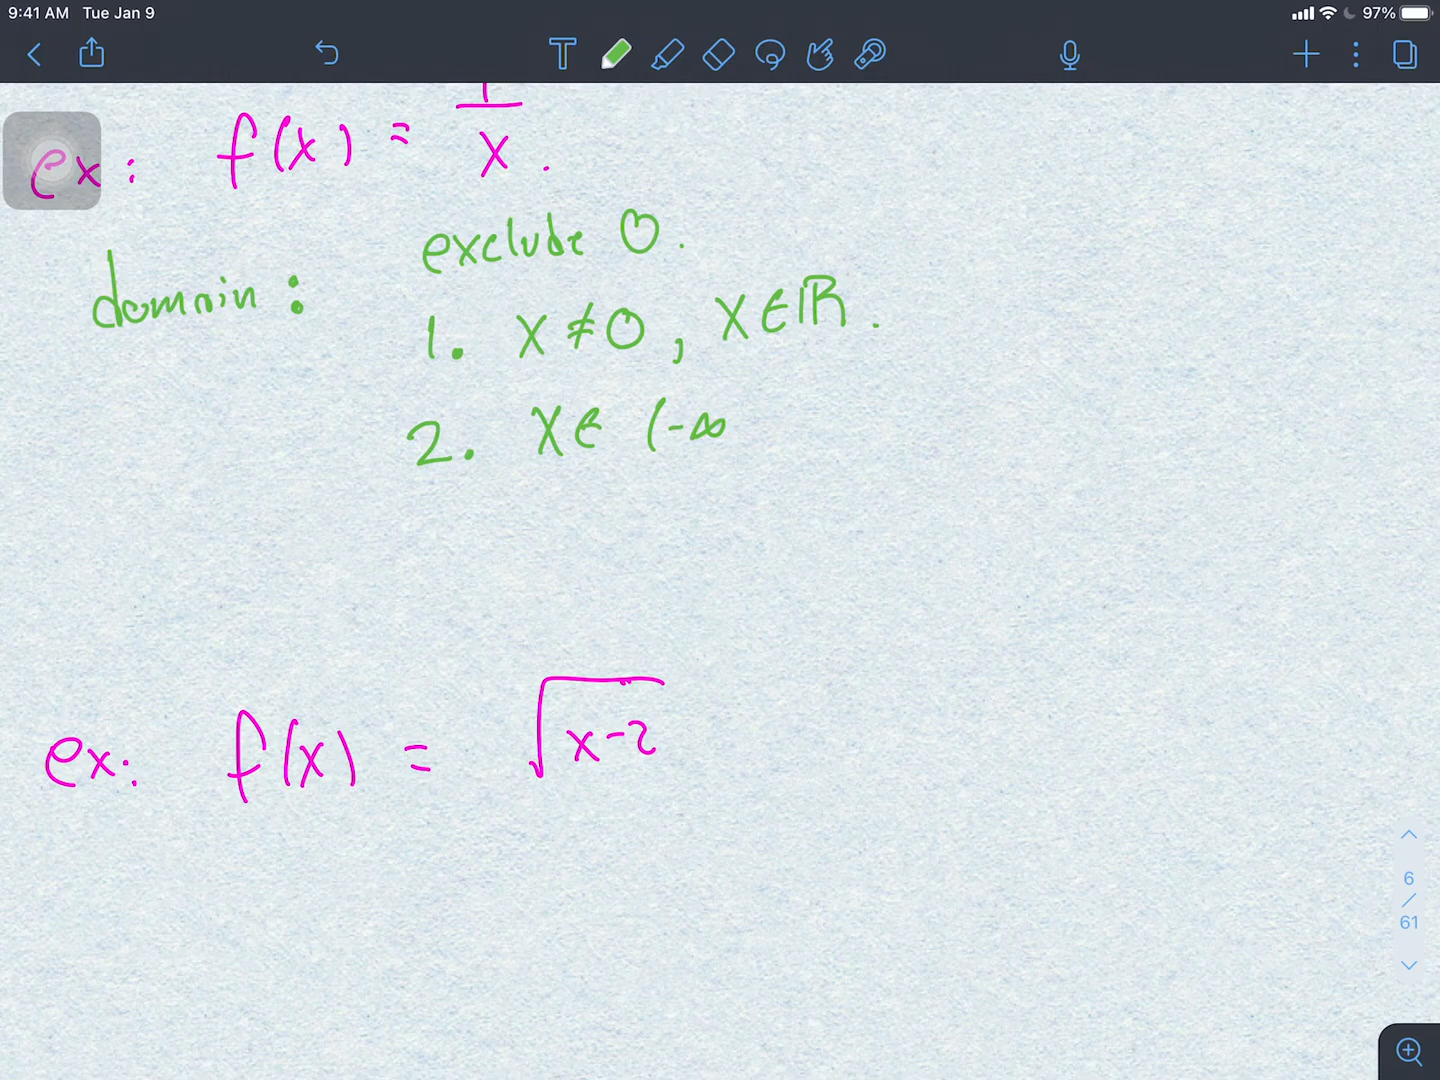 9:41 AM Tue Jan 9
97%
T
ex: f(x) = 1/x.
exclude 0.
domain:
1. x ≠ 0, x ∈ ℝ.
2. x ∈ (-∞
ex: f(x) = √(x-2)
6
/
61